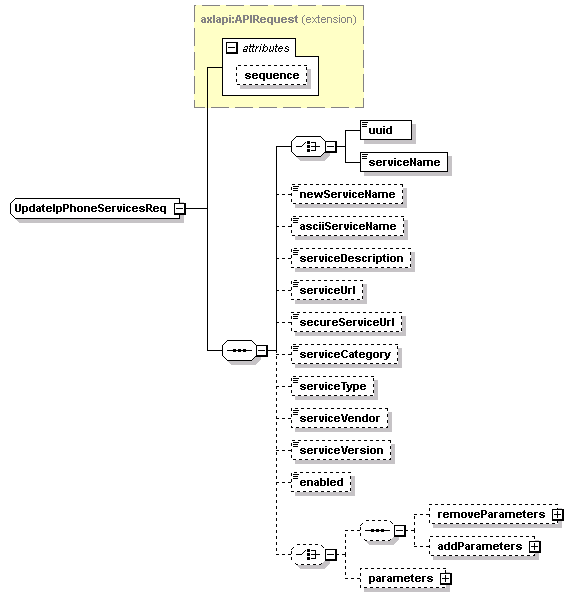 axlapi:APIRequest (extension)
attributes
sequence
uuid
serviceName
newServiceName
UpdateIpPhoneServicesReq
asciiServiceName
serviceDescription
serviceUrl
secureServiceUrl
serviceCategory
serviceType
serviceVendor
serviceVersion
enabled
removeParameters
addParameters
parameters